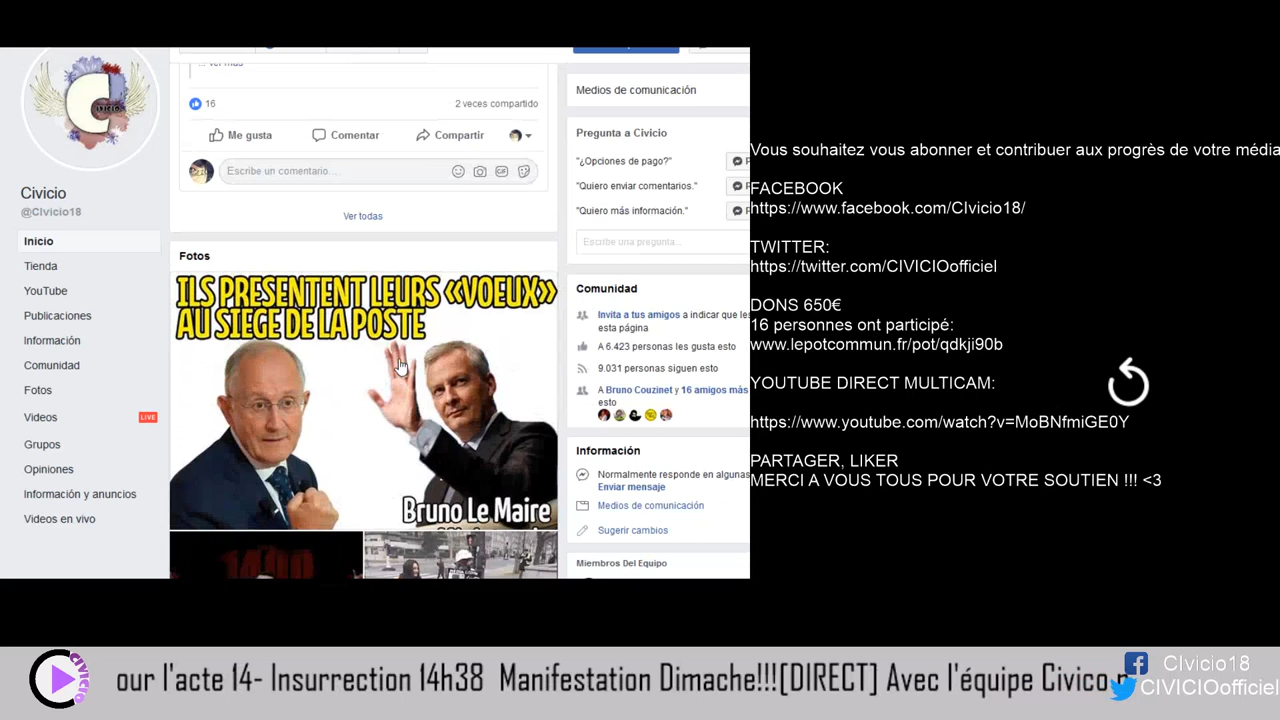 ... Ver más
16
2 veces compartido
Me gusta
Comentar
Compartir
Escribe un comentario....
Ver todas
Civicio
@CIvicio18
Inicio
Tienda
YouTube
Publicaciones
Información
Comunidad
Fotos
Videos
LIVE
Grupos
Opiniones
Información y anuncios
Videos en vivo
Fotos
ILS PRESENTENT LEURS «VOEUX»
AU SIEGE DE LA POSTE
Bruno Le Maire
Medios de comunicación
Pregunta a Civicio
"¿Opciones de pago?"
P
"Quiero enviar comentarios."
P
"Quiero más información."
P
Escribe una pregunta...
Comunidad
Invita a tus amigos a indicar que les
esta página
A 6.423 personas les gusta esto
9.031 personas siguen esto
A Bruno Couzinet y 16 amigos más
esto
Información
Normalmente responde en algunas
Enviar mensaje
Medios de comunicación
Sugerir cambios
Miembros Del Equipo
Vous souhaitez vous abonner et contribuer aux progrès de votre média
FACEBOOK
https://www.facebook.com/CIvicio18/
TWITTER:
https://twitter.com/CIVICIOofficiel
DONS 650€
16 personnes ont participé:
www.lepotcommun.fr/pot/qdkji90b
YOUTUBE DIRECT MULTICAM:
https://www.youtube.com/watch?v=MoBNfmiGE0Y
PARTAGER, LIKER
MERCI A VOUS TOUS POUR VOTRE SOUTIEN !!! <3
CIVICIO
our l'acte 14- Insurrection 14h38 Manifestation Dimache!!![DIRECT] Avec l'équipe Civico
CIvicio18
CIVICIOofficiel